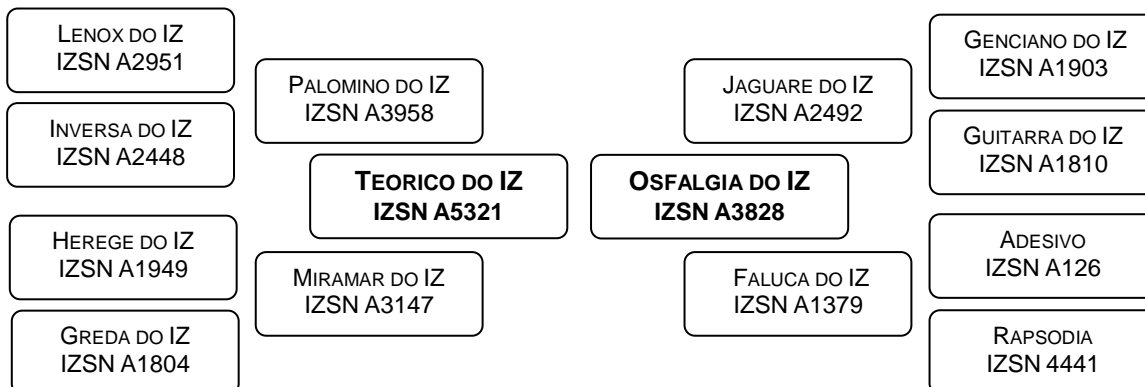 LENOX DO IZ
IZSN A2951
INVERSA DO IZ
IZSN A2448
HEREGE DO IZ
IZSN A1949
GREDA DO IZ
IZSN A1804
PALOMINO DO IZ
IZSN A3958
MIRAMAR DO IZ
IZSN A3147
TEORICO DO IZ
IZSN A5321
OSFALGIA DO IZ
IZSN A3828
JAGUARE DO IZ
IZSN A2492
FALUCA DO IZ
IZSN A1379
GENCIANO DO IZ
IZSN A1903
GUITARRA DO IZ
IZSN A1810
ADESIVO
IZSN A126
RAPSODIA
IZSN 4441